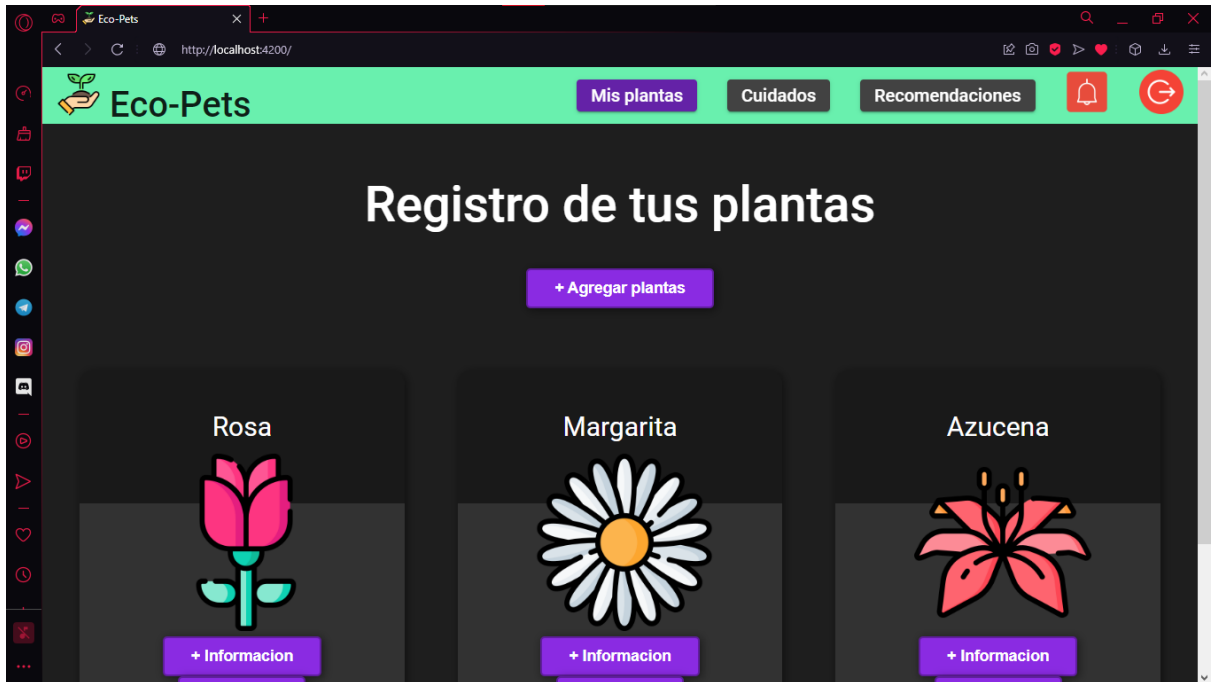 Eco-Pets
http://localhost:4200/
Eco-Pets
Mis plantas
Cuidados
Recomendaciones
Registro de tus plantas
+ Agregar plantas
Rosa
Margarita
Azucena
+ Informacion
+ Informacion
+ Informacion